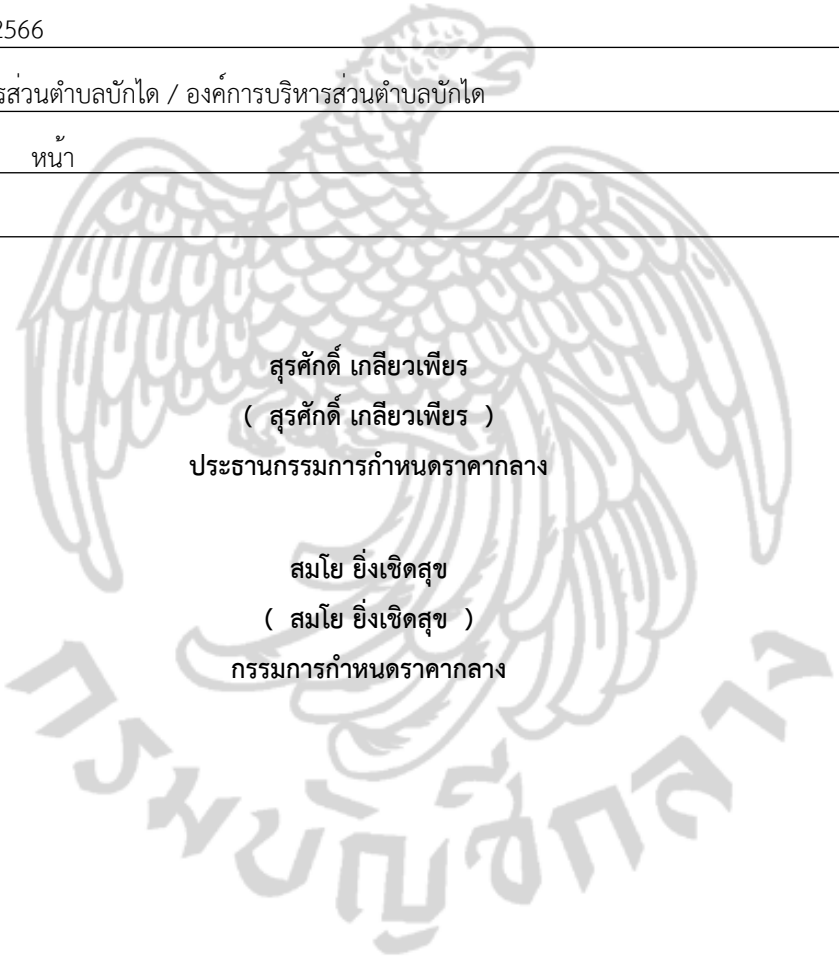 2566
รส่วนตำบลบักได / องค์การบริหารส่วนตำบลบักได
หน้า
สุรศักดิ์ เกลียวเพียร
( สุรศักดิ์ เกลียวเพียร )
ประธานกรรมการกำหนดราคากลาง
สมโย ยิ่งเชิดสุข
( สมโย ยิ่งเชิดสุข )
กรรมการกำหนดราคากลาง
กรมบัญชีกลาง